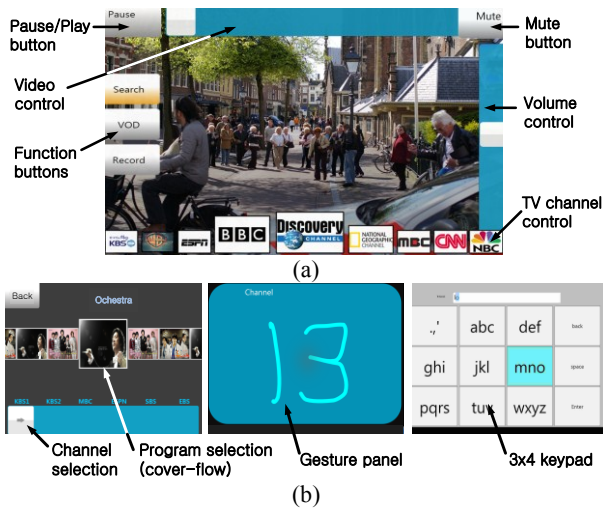 Pause/Play
button
Pause
Mute
Mute
button
Video
control
Search
VOD
Record
Function
buttons
Volume
control
TV channel
control
KBS
ESPN
BBC
Discovery
CHANNEL
NATIONAL
GEOGRAPHIC
CHANNEL
mbc
CNN
NBC
(a)
Back
Ochestra
KBS1 KBS2 MBC ESPN SBS EBS
Channel
selection
Program selection
(cover-flow)
Channel
13
Gesture panel
.,' abc def back
ghi jkl mno space
pqrs tuv wxyz Enter
3x4 keypad
(b)